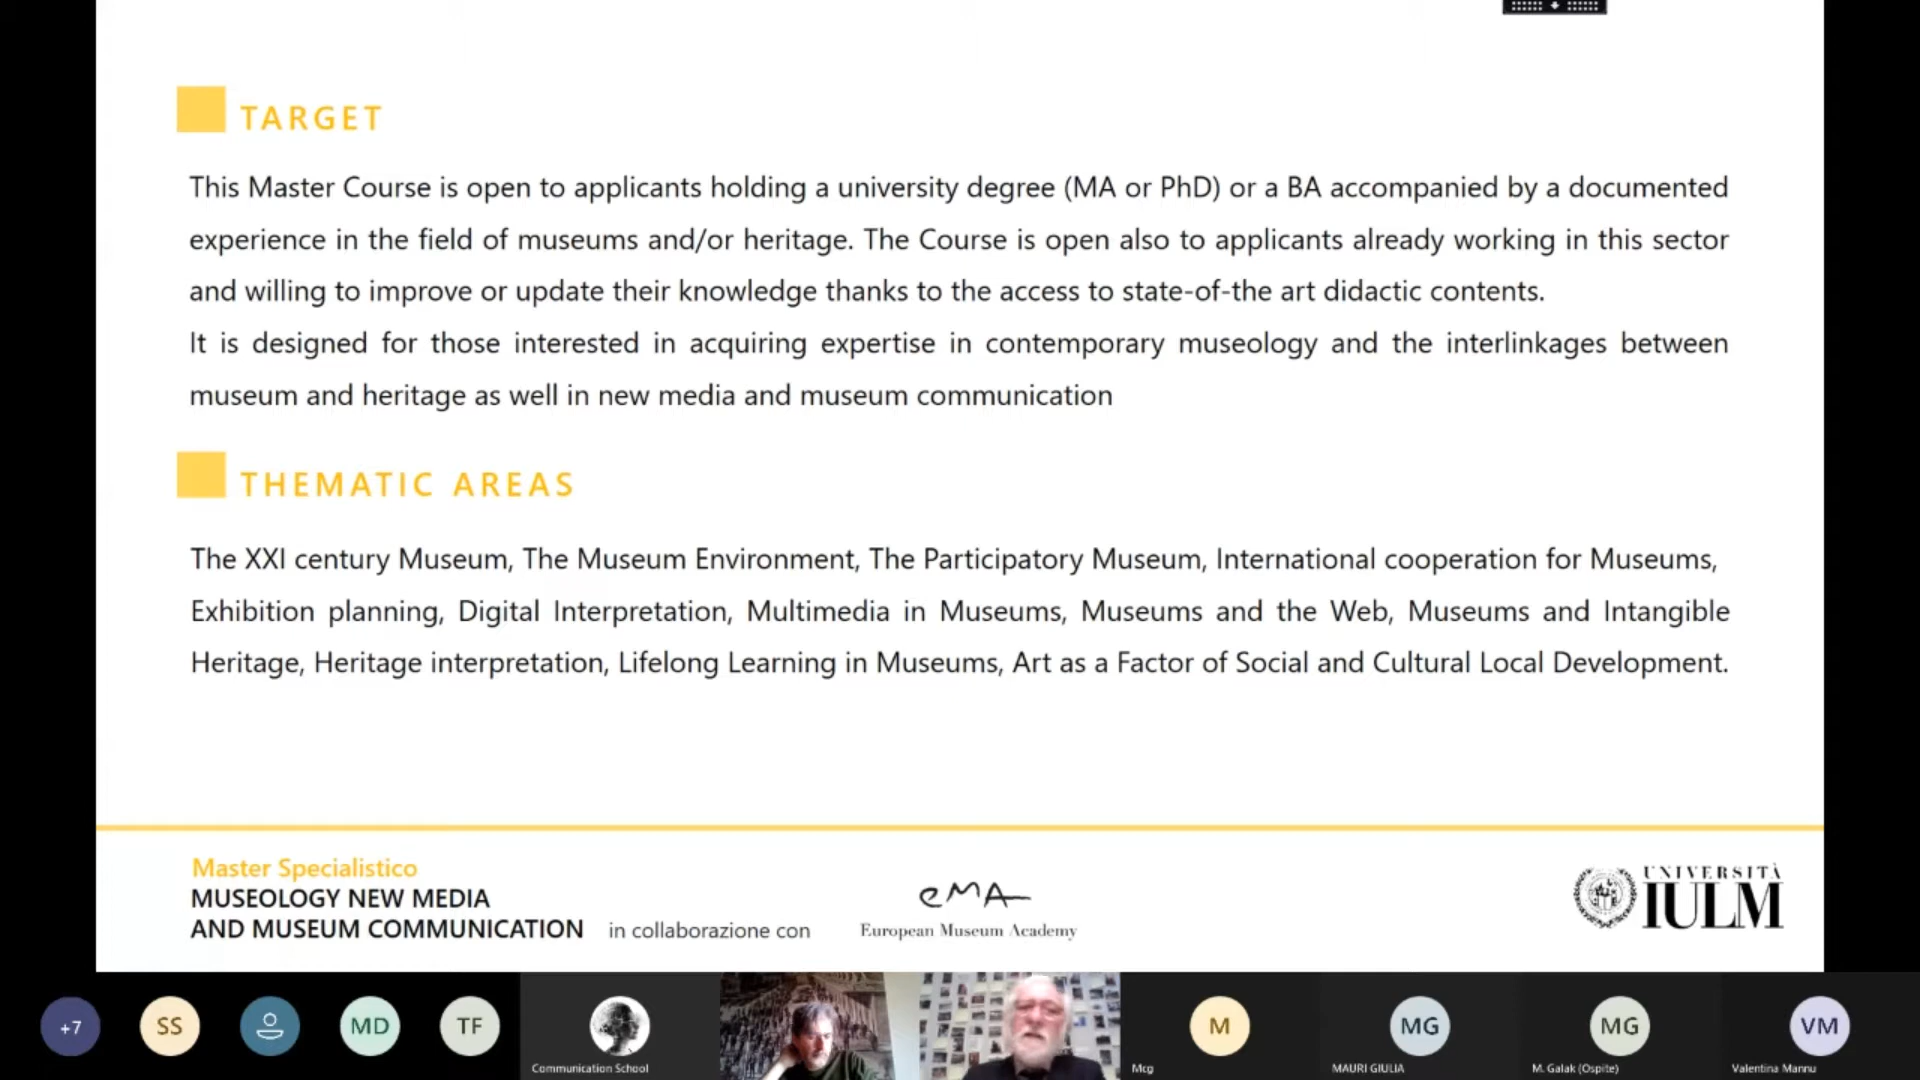 TARGET
This Master Course is open to applicants holding a university degree (MA or PhD) or a BA accompanied by a documented
experience in the field of museums and/or heritage. The Course is open also to applicants already working in this sector
and willing to improve or update their knowledge thanks to the access to state-of-the art didactic contents.
It is designed for those interested in acquiring expertise in contemporary museology and the interlinkages between
museum and heritage as well in new media and museum communication
THEMATIC AREAS
The XXI century Museum, The Museum Environment, The Participatory Museum, International cooperation for Museums,
Exhibition planning, Digital Interpretation, Multimedia in Museums, Museums and the Web, Museums and Intangible
Heritage, Heritage interpretation, Lifelong Learning in Museums, Art as a Factor of Social and Cultural Local Development.
Master Specialistico
MUSEOLOGY NEW MEDIA
AND MUSEUM COMMUNICATION
in collaborazione con
eMA
European Museum Academy
UNIVERSITÀ
IULM
+7
SS
MD
TF
Communication School
M
Mcg
MG
MAURI GIULIA
MG
M. Galak (Ospite)
VM
Valentina Mannu